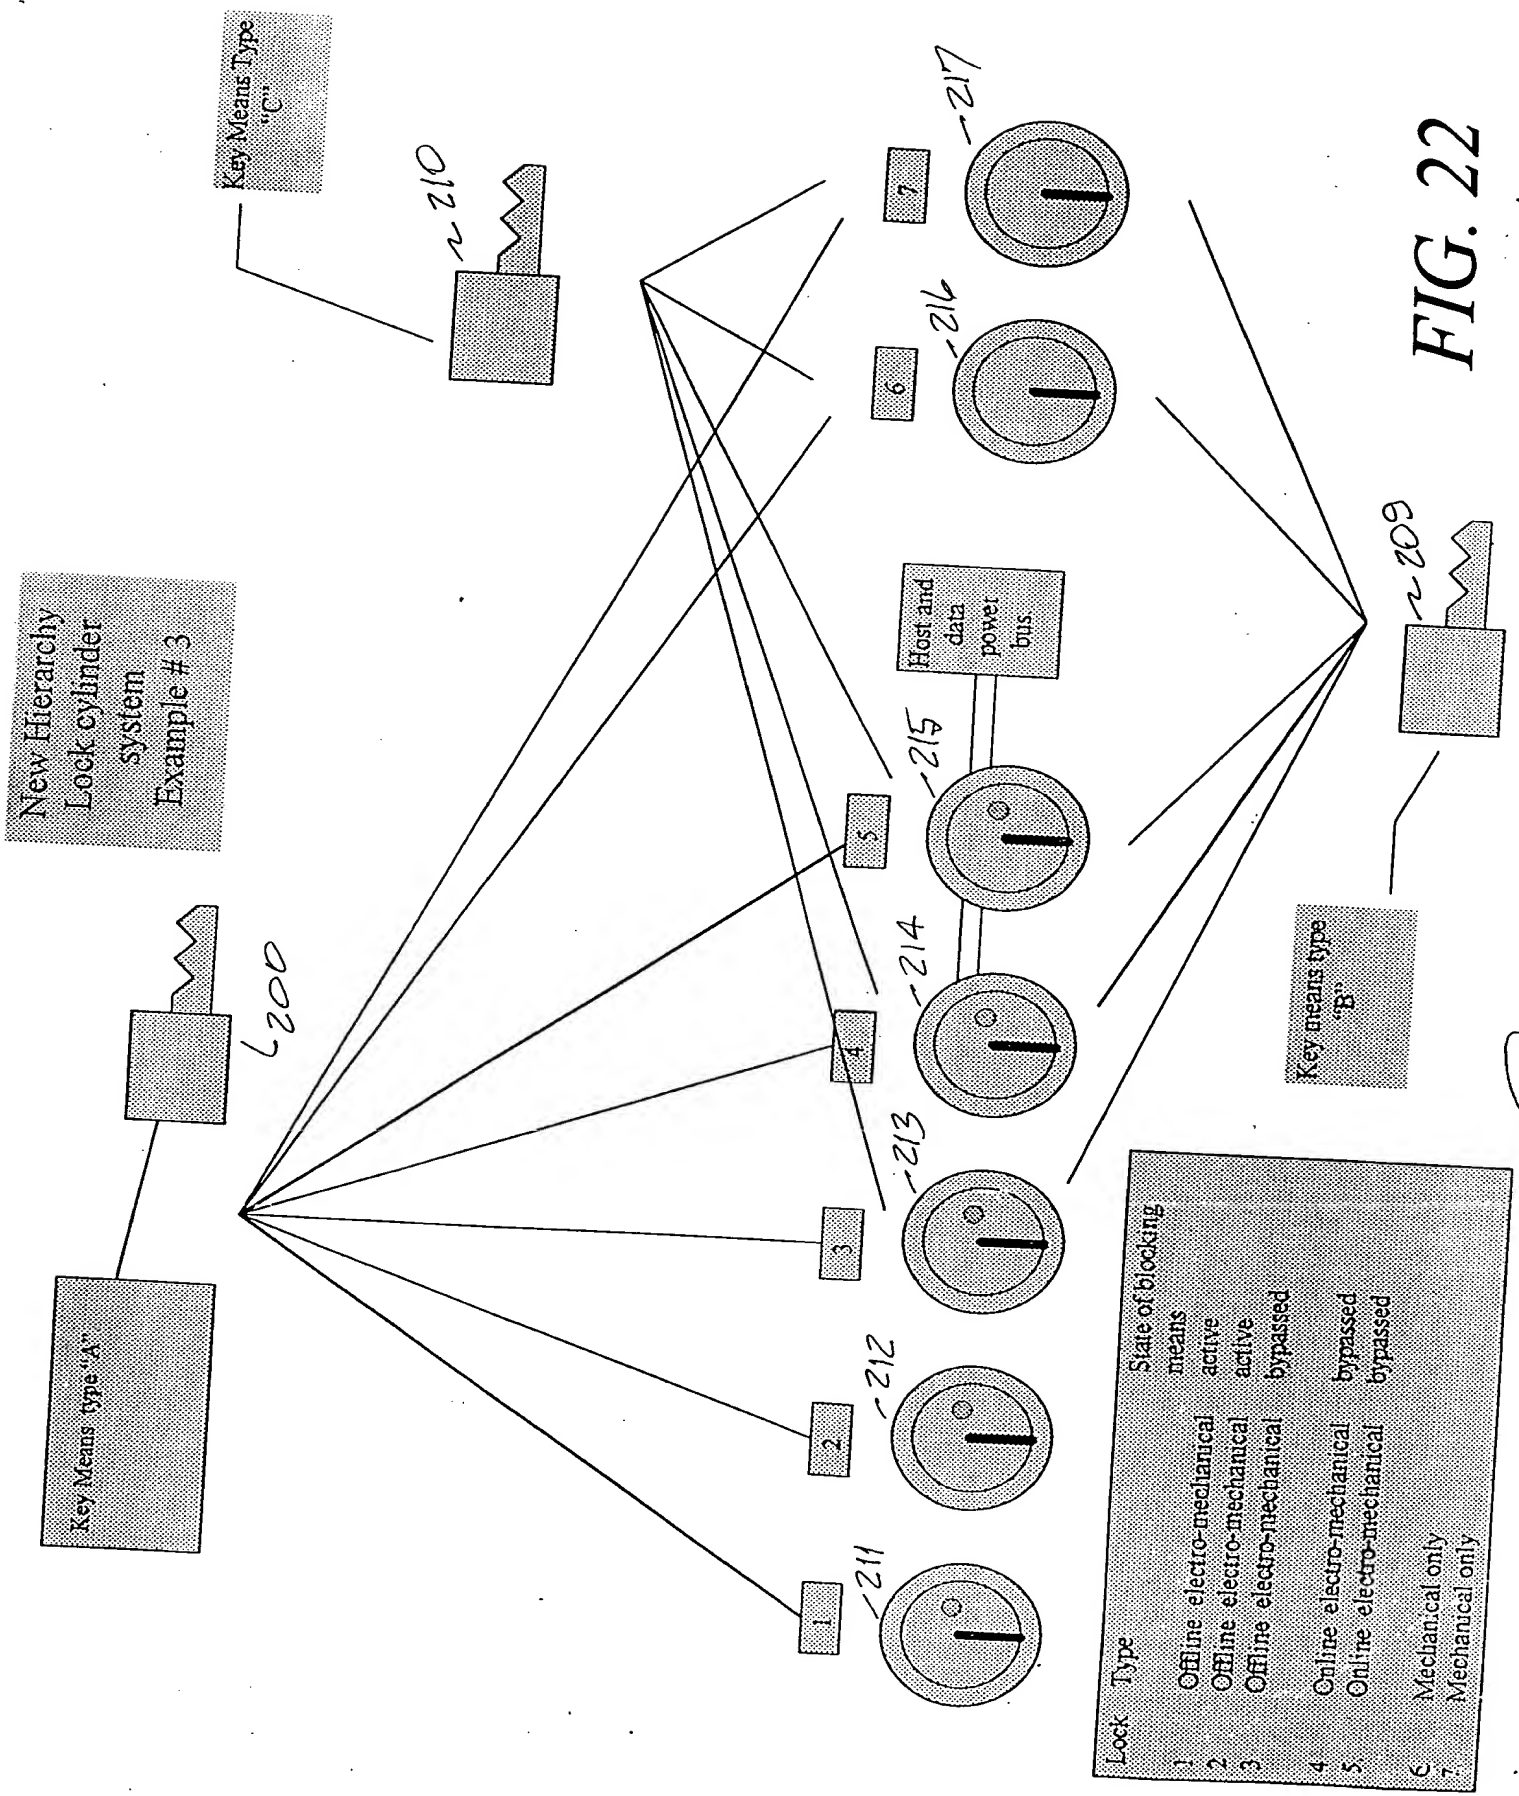 New Hierarchy
Lock cylinder
system
Example # 3
Key Means type "A"
200
Key Means Type
"C"
210
1
211
2
212
3
213
4
214
5
215
Host and
data
power
bus.
6
216
7
217
Key means type
"B"
209
Lock Type State of blocking
means
1 Offline electro-mechanical active
2 Offline electro-mechanical active
3 Offline electro-mechanical bypassed
4 Online electro-mechanical bypassed
5. Online electro-mechanical bypassed
6 Mechanical only
7. Mechanical only
FIG. 22